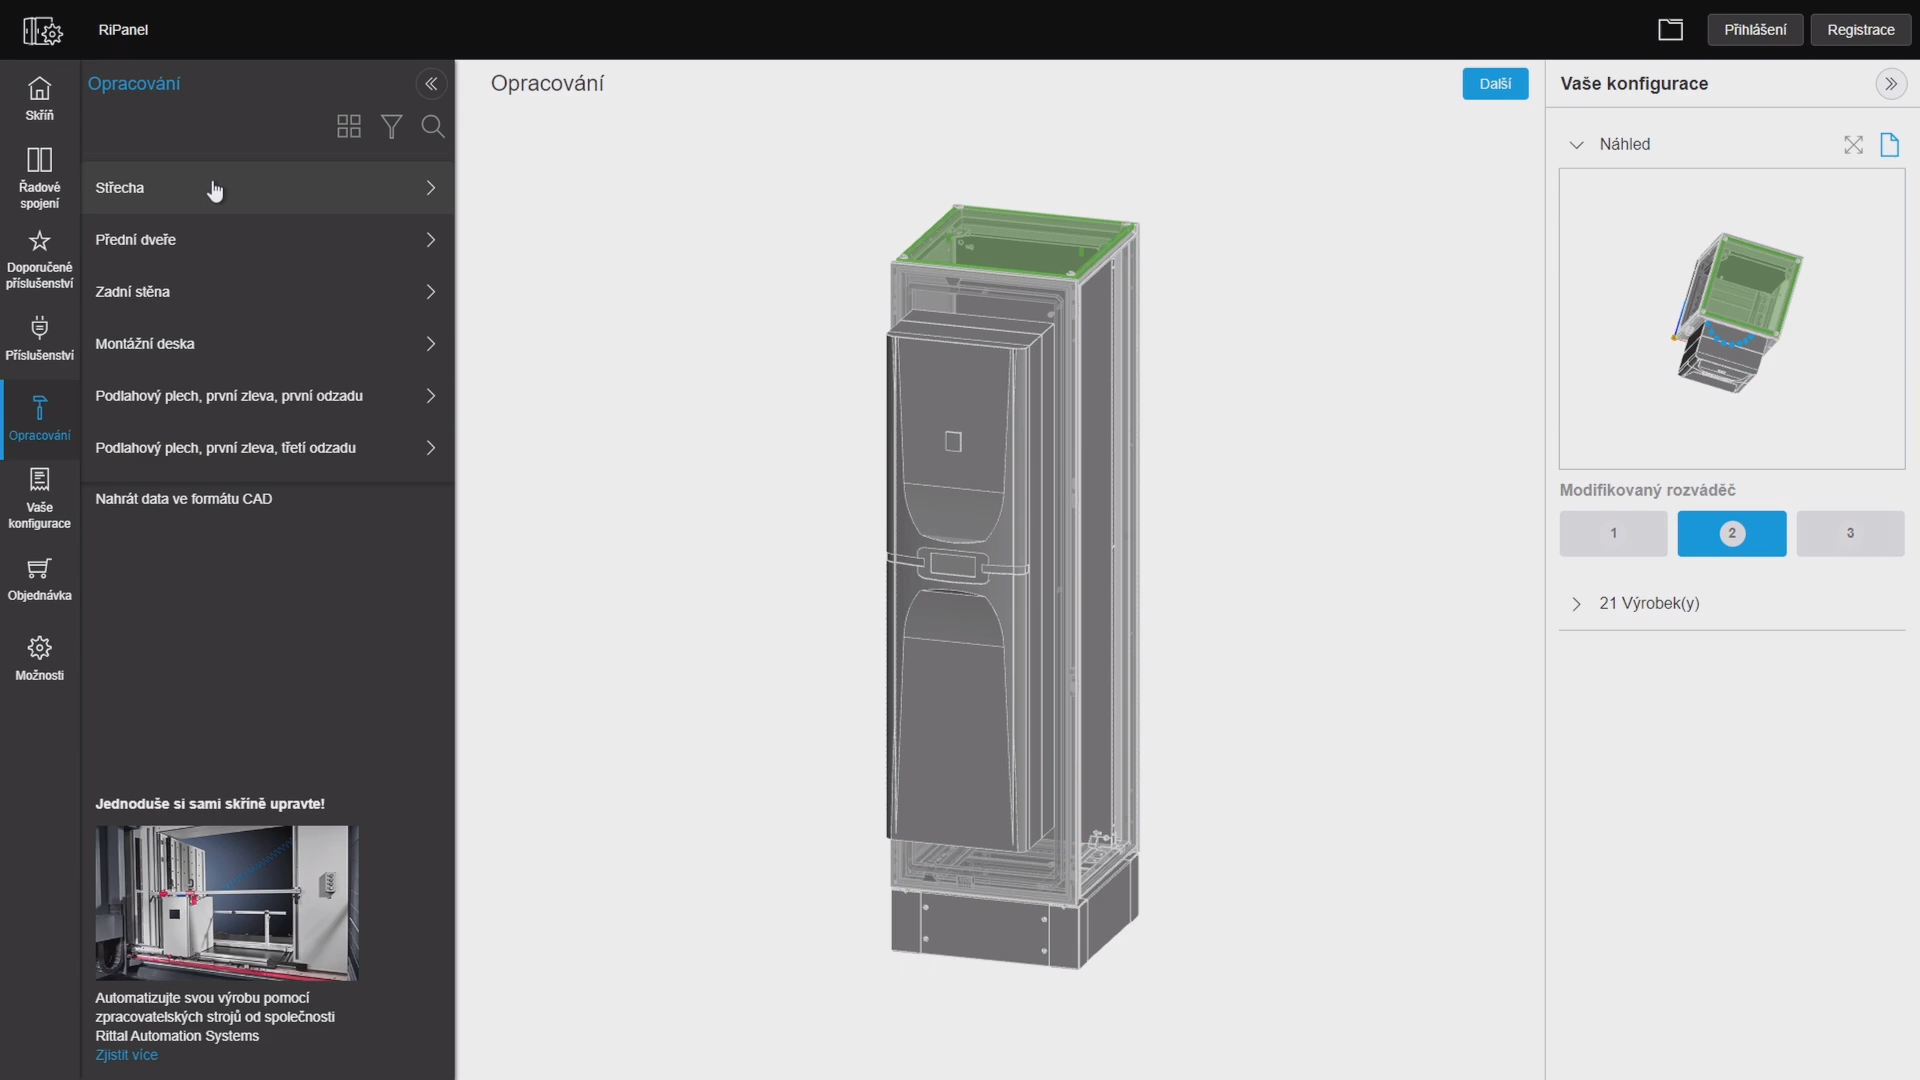 RiPanel
Přihlášení
Registrace
Skříň
Řadové
spojení
Doporučené
příslušenství
Příslušenství
Opracování
Vaše
konfigurace
Objednávka
Možnosti
Opracování
Střecha
Přední dveře
Zadní stěna
Montážní deska
Podlahový plech, první zleva, první odzadu
Podlahový plech, první zleva, třetí odzadu
Nahrát data ve formátu CAD
Jednoduše si sami skříně upravte!
Automatizujte svou výrobu pomocí
zpracovatelských strojů od společnosti
Rittal Automation Systems
Zjistit více
Opracování
Další
Vaše konfigurace
Náhled
Modifikovaný rozváděč
1
2
3
21 Výrobek(y)